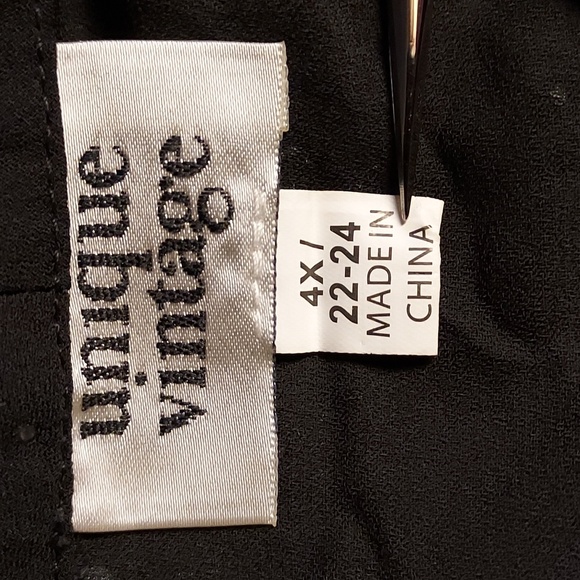 unique
vintage
4X /
22-24
MADE IN
CHINA